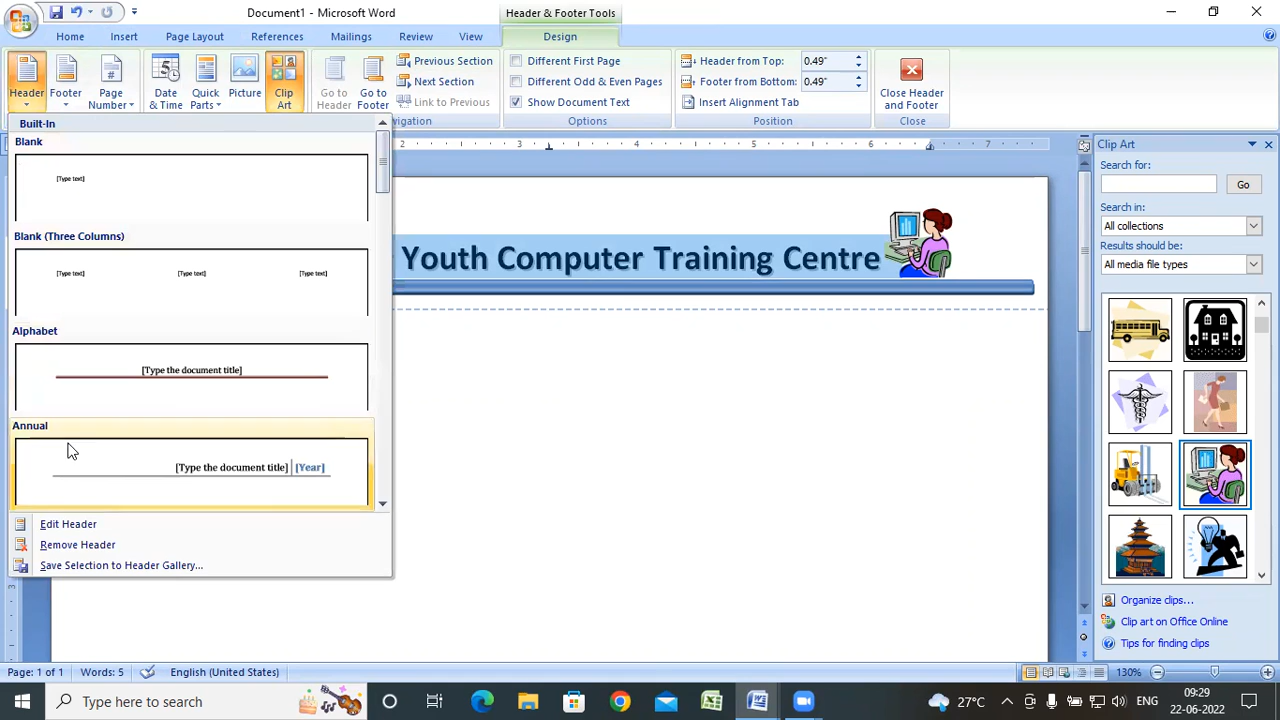 Document1 - Microsoft Word
Header & Footer Tools
Home
Insert
Page Layout
References
Mailings
Review
View
Design
Header
Footer
Page Number
Date & Time
Quick Parts
Picture
Clip Art
Go to Header
Go to Footer
Previous Section
Next Section
Link to Previous
vigation
Different First Page
Different Odd & Even Pages
Show Document Text
Options
Header from Top: 0.49"
Footer from Bottom: 0.49"
Insert Alignment Tab
Position
Close Header and Footer
Close
Built-In
Blank
[Type text]
Blank (Three Columns)
[Type text] [Type text] [Type text]
Alphabet
[Type the document title]
Annual
[Type the document title] [Year]
Edit Header
Remove Header
Save Selection to Header Gallery...
2 3 4 5 6 7
Youth Computer Training Centre
Clip Art
Search for:
Go
Search in:
All collections
Results should be:
All media file types
Organize clips...
Clip art on Office Online
Tips for finding clips
3
Page: 1 of 1
Words: 5
English (United States)
130%
Type here to search
27°C
ENG
09:29
22-06-2022